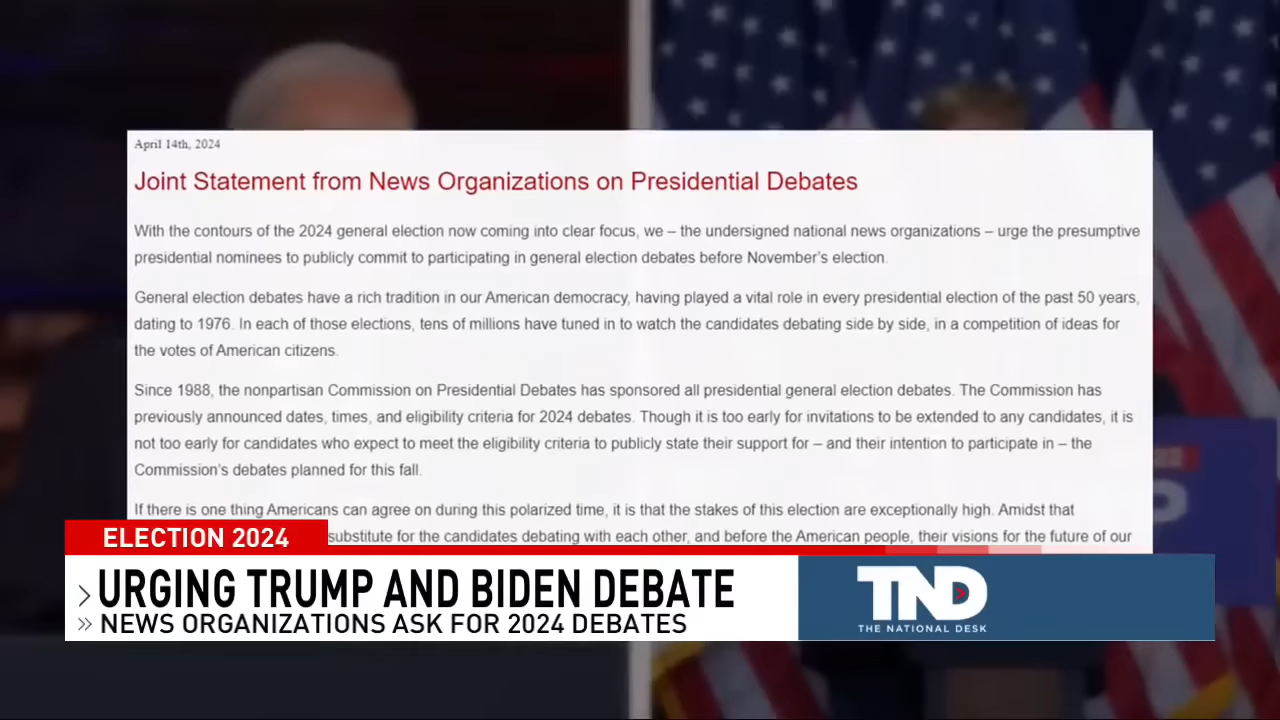 April 14th, 2024
Joint Statement from News Organizations on Presidential Debates
With the contours of the 2024 general election now coming into clear focus, we – the undersigned national news organizations – urge the presumptive
presidential nominees to publicly commit to participating in general election debates before November's election.
General election debates have a rich tradition in our American democracy, having played a vital role in every presidential election of the past 50 years,
dating to 1976. In each of those elections, tens of millions have tuned in to watch the candidates debating side by side, in a competition of ideas for
the votes of American citizens.
Since 1988, the nonpartisan Commission on Presidential Debates has sponsored all presidential general election debates. The Commission has
previously announced dates, times, and eligibility criteria for 2024 debates. Though it is too early for invitations to be extended to any candidates, it is
not too early for candidates who expect to meet the eligibility criteria to publicly state their support for – and their intention to participate in – the
Commission's debates planned for this fall.
If there is one thing Americans can agree on during this polarized time, it is that the stakes of this election are exceptionally high. Amidst that
substitute for the candidates debating with each other, and before the American people, their visions for the future of our
ELECTION 2024
URGING TRUMP AND BIDEN DEBATE
NEWS ORGANIZATIONS ASK FOR 2024 DEBATES
TND
THE NATIONAL DESK